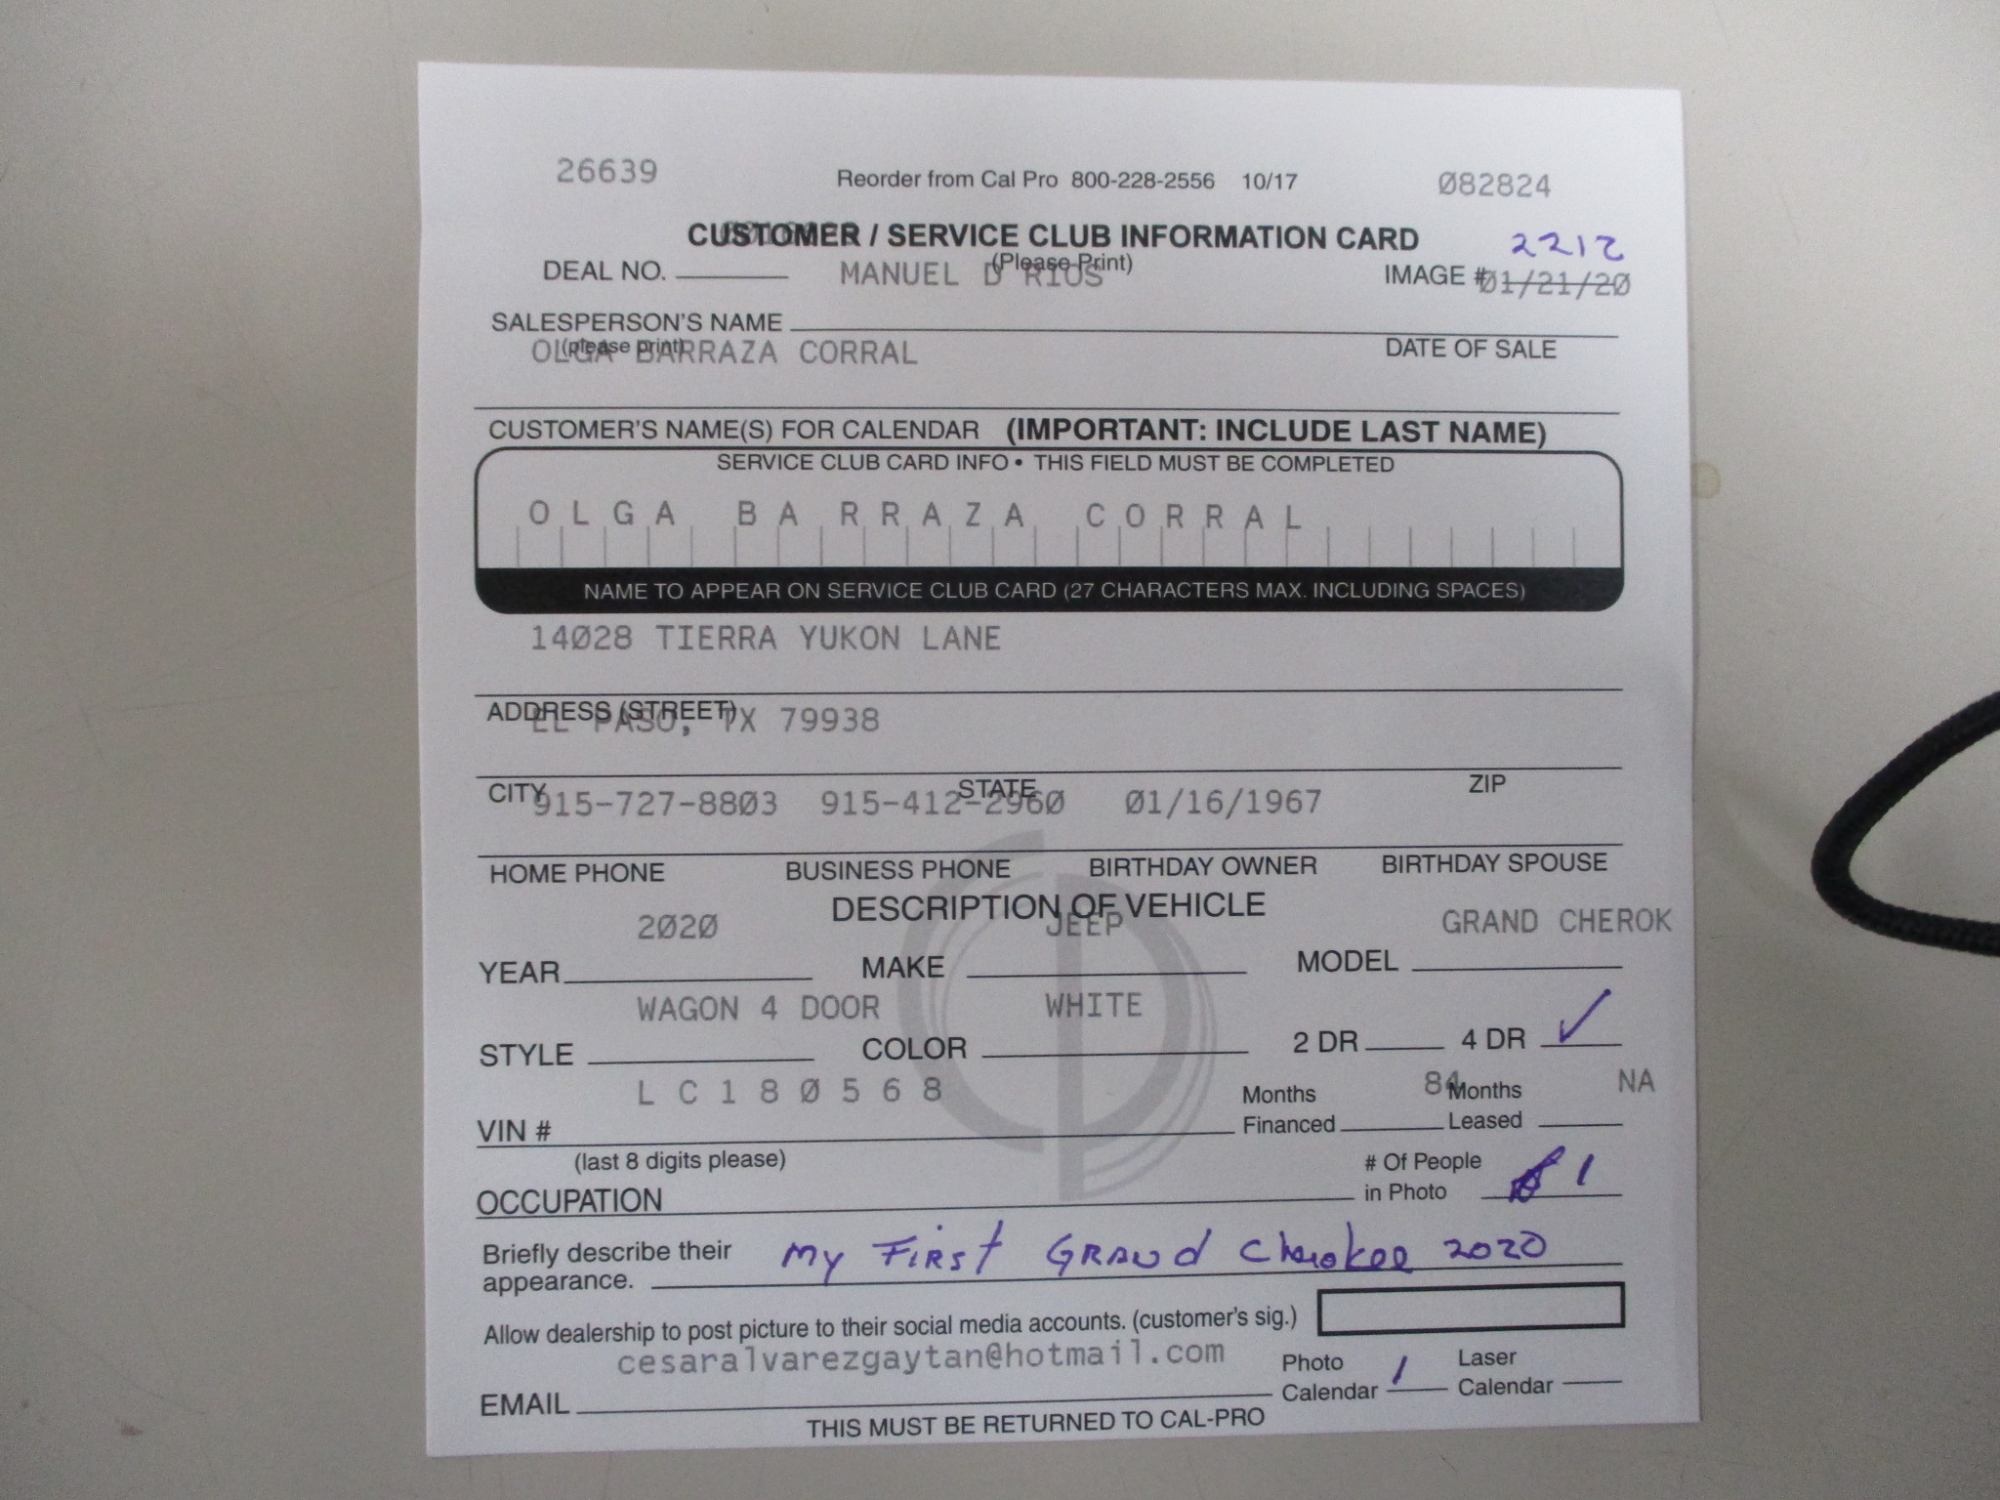 26639 Reorder from Cal Pro 800-228-2556 10/17 Ø82824
CUSTOMER / SERVICE CLUB INFORMATION CARD 2212
(Please Print)
DEAL NO. MANUEL D RIOS IMAGE # Ø1/21/2Ø
SALESPERSON'S NAME
(please print) DATE OF SALE
OLGA BARRAZA CORRAL
CUSTOMER'S NAME(S) FOR CALENDAR (IMPORTANT: INCLUDE LAST NAME)
SERVICE CLUB CARD INFO • THIS FIELD MUST BE COMPLETED
OLGA BARRAZA CORRAL
NAME TO APPEAR ON SERVICE CLUB CARD (27 CHARACTERS MAX. INCLUDING SPACES)
14Ø28 TIERRA YUKON LANE
ADDRESS (STREET)
EL PASO, TX 79938
CITY STATE ZIP
915-727-88Ø3 915-412-296Ø Ø1/16/1967
HOME PHONE BUSINESS PHONE BIRTHDAY OWNER BIRTHDAY SPOUSE
DESCRIPTION OF VEHICLE
2Ø2Ø JEEP GRAND CHEROK
YEAR MAKE MODEL
WAGON 4 DOOR WHITE
STYLE COLOR 2 DR 4 DR ✓
L C 1 8 Ø 5 6 8 Months Financed 84 Months Leased NA
VIN #
(last 8 digits please)
OCCUPATION # Of People in Photo 1
Briefly describe their appearance. My First Grand Cherokee 2020
Allow dealership to post picture to their social media accounts. (customer's sig.)
cesaralvarezgaytan@hotmail.com
EMAIL Photo Calendar 1 Laser Calendar
THIS MUST BE RETURNED TO CAL-PRO